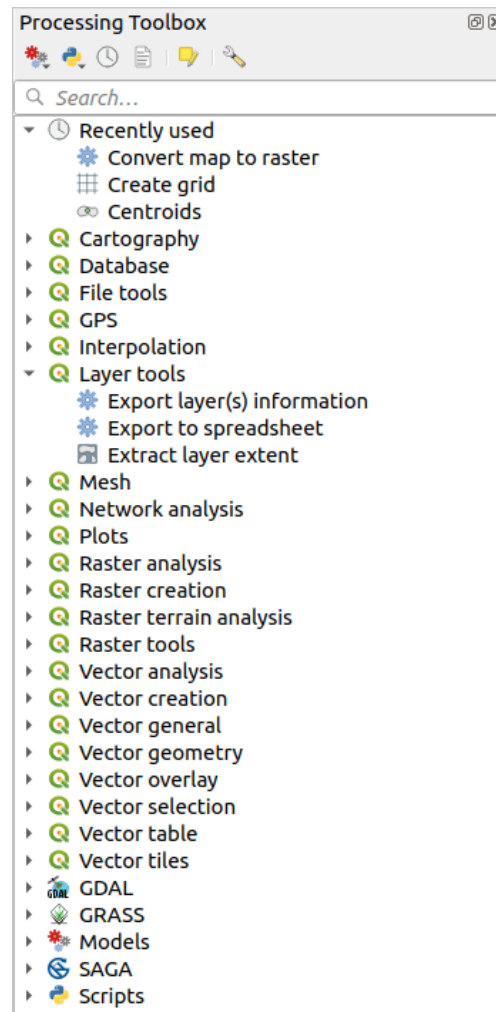 Processing Toolbox
Search...
Recently used
Convert map to raster
Create grid
Centroids
Cartography
Database
File tools
GPS
Interpolation
Layer tools
Export layer(s) information
Export to spreadsheet
Extract layer extent
Mesh
Network analysis
Plots
Raster analysis
Raster creation
Raster terrain analysis
Raster tools
Vector analysis
Vector creation
Vector general
Vector geometry
Vector overlay
Vector selection
Vector table
Vector tiles
GDAL GDAL
GRASS
Models
SAGA
Scripts